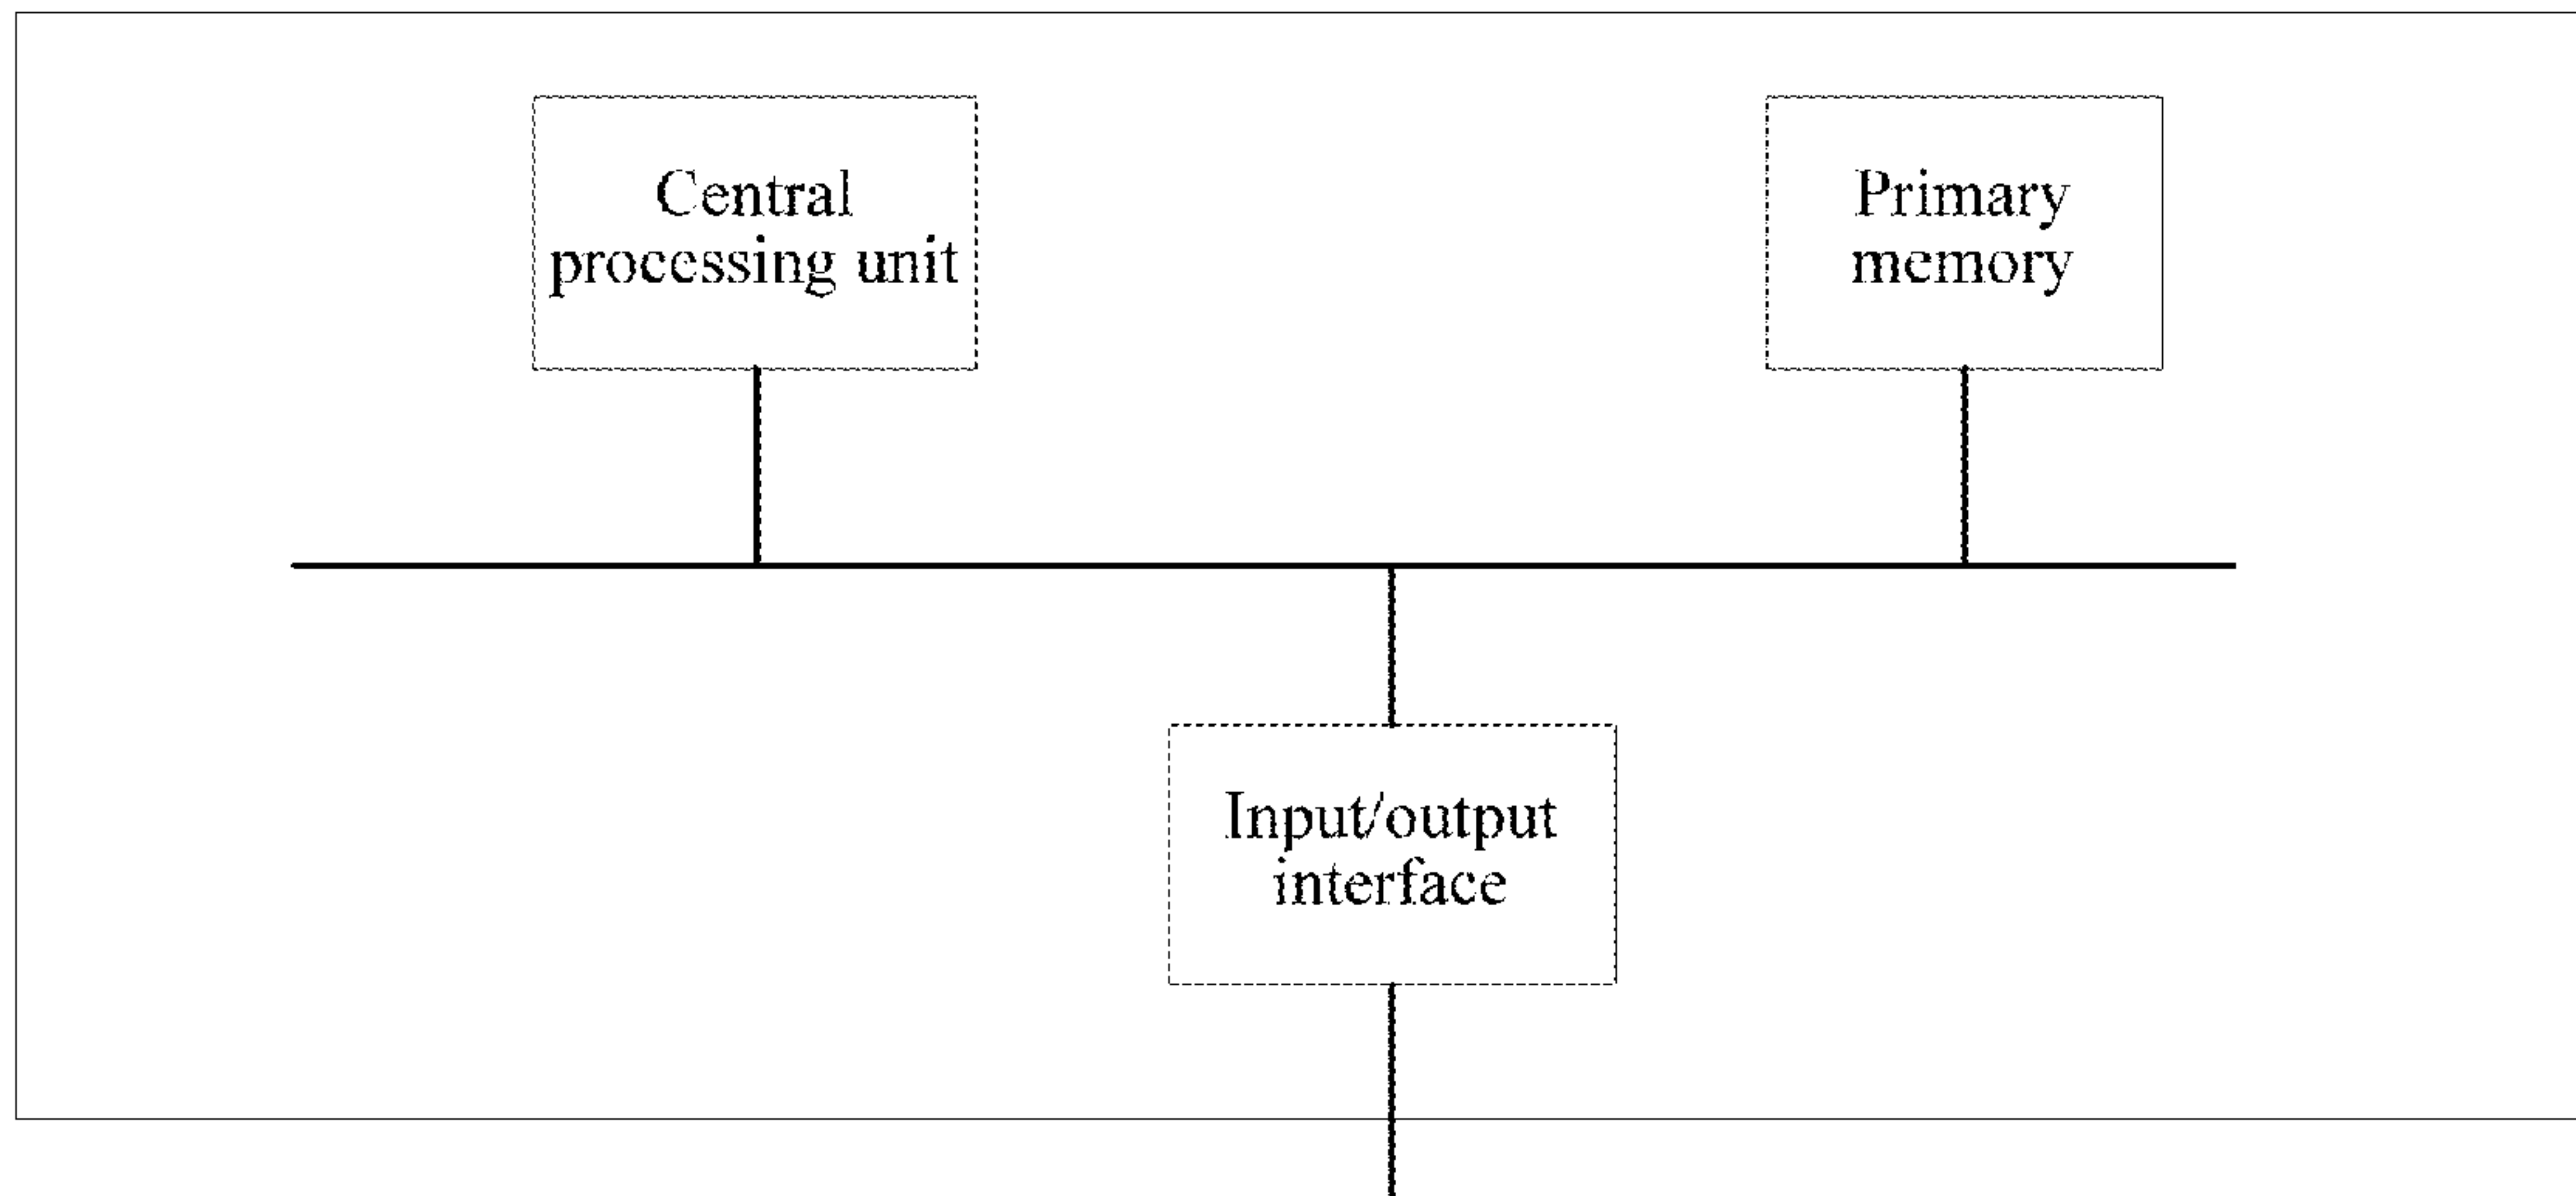 Central
processing unit
Primary
memory
Input/output
interface